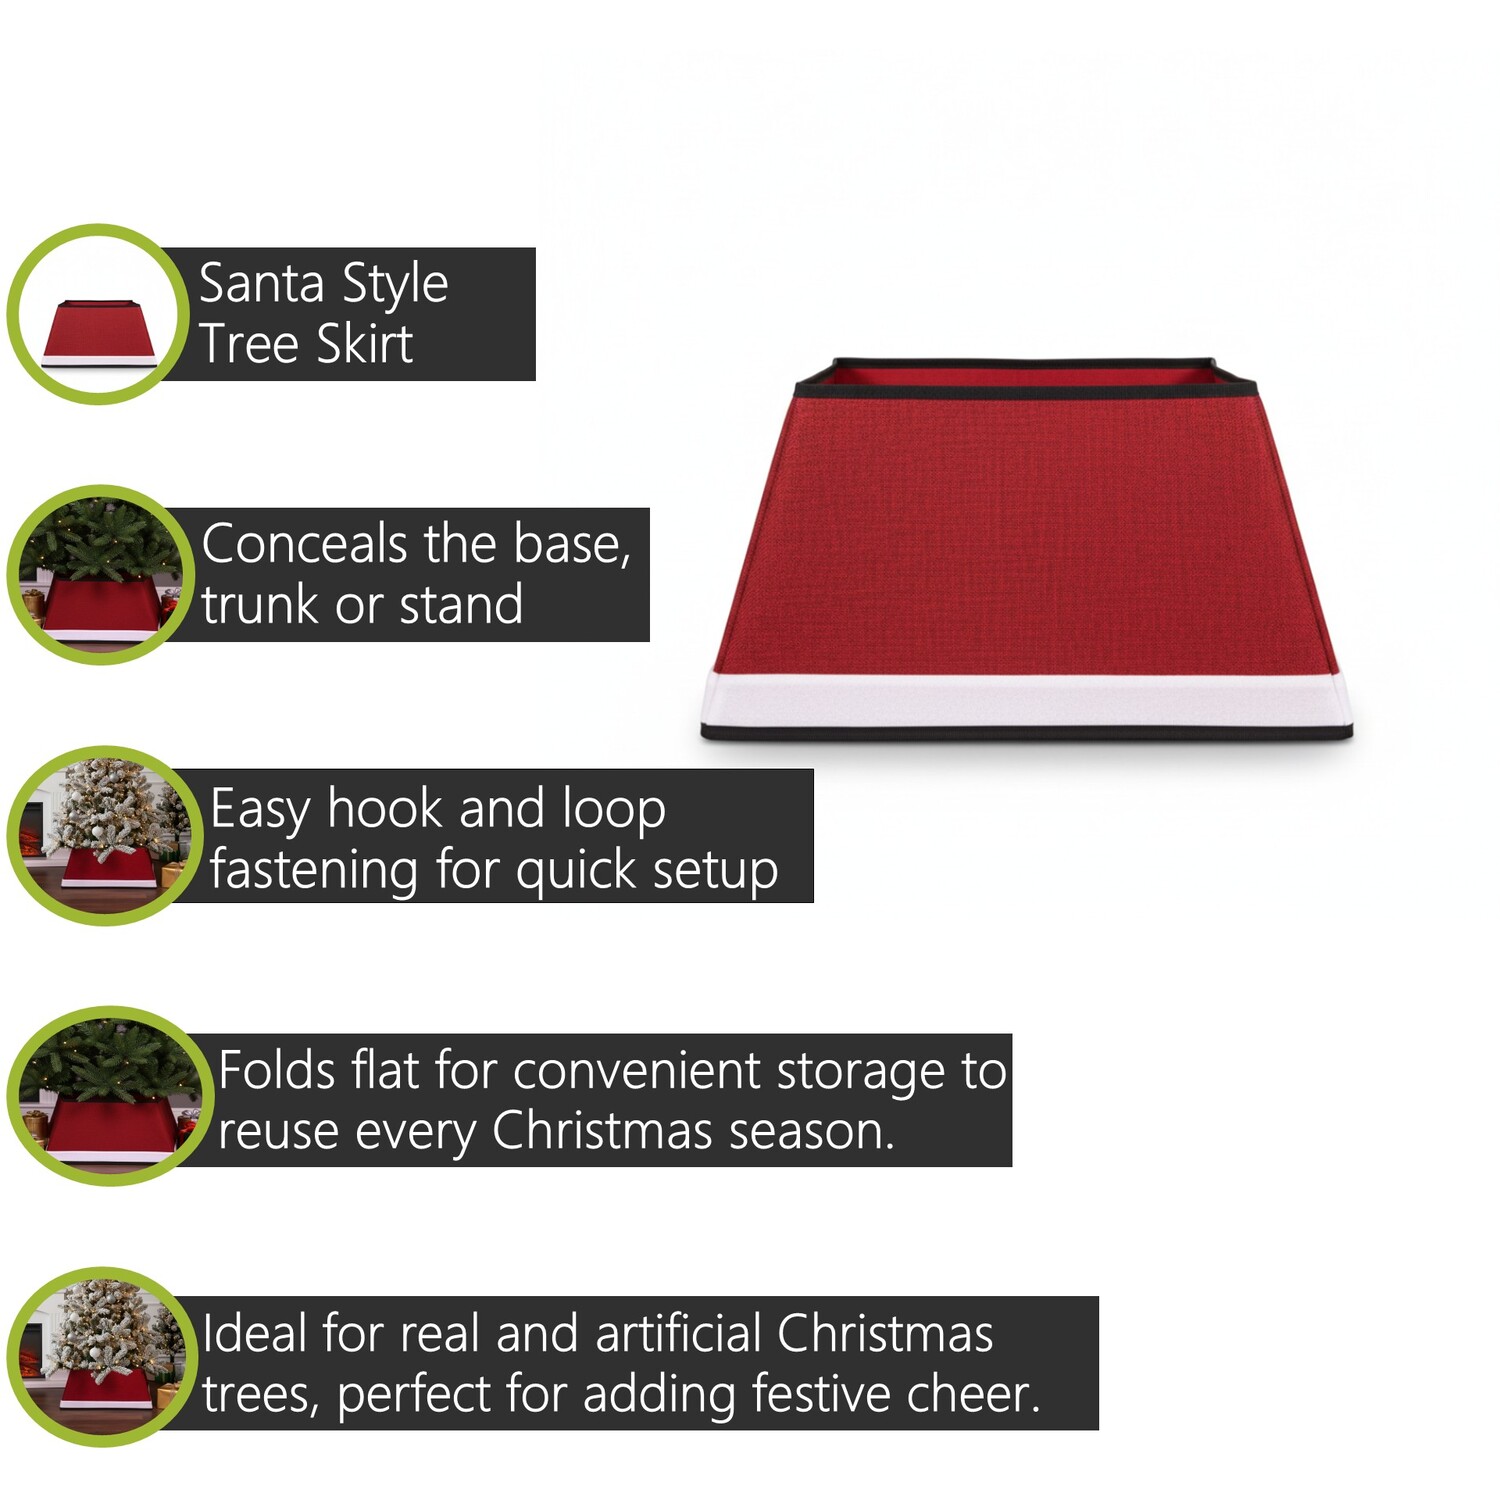 Santa Style
Tree Skirt
Conceals the base,
trunk or stand
Easy hook and loop
fastening for quick setup
Folds flat for convenient storage to
reuse every Christmas season.
Ideal for real and artificial Christmas
trees, perfect for adding festive cheer.